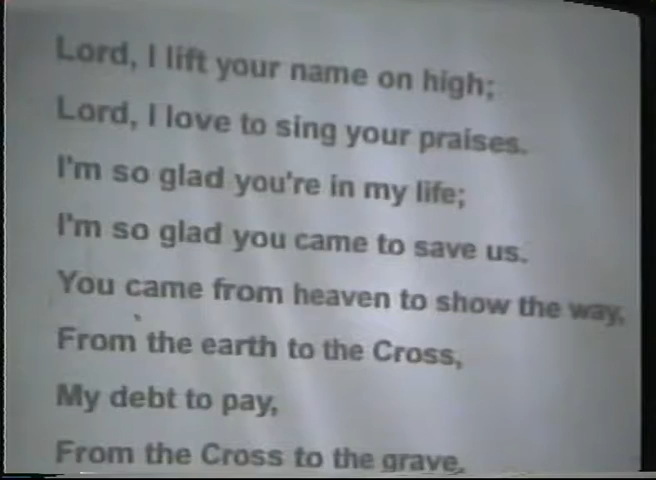 Lord, I lift your name on high;
Lord, I love to sing your praises.
I'm so glad you're in my life;
I'm so glad you came to save us.
You came from heaven to show the way,
From the earth to the Cross,
My debt to pay,
From the Cross to the grave,